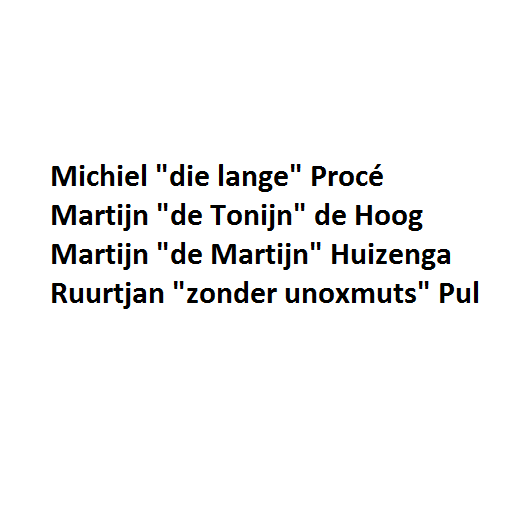 Michiel "die lange" Procé
Martijn "de Tonijn" de Hoog
Martijn "de Martijn" Huizenga
Ruurtjan "zonder unoxmuts" Pul